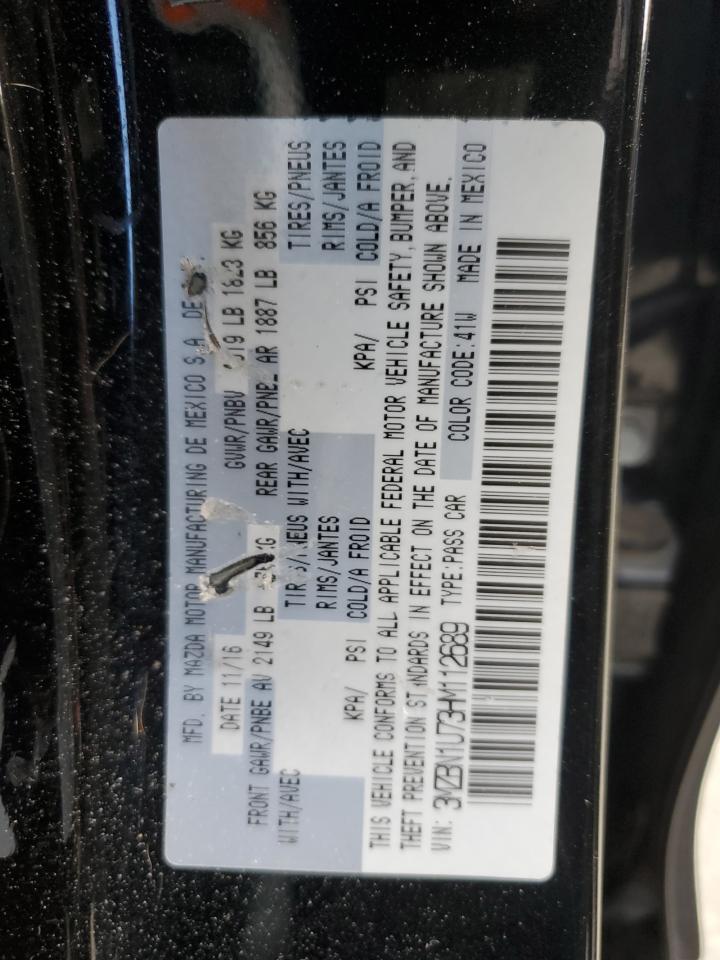 MFD. BY MAZDA MOTOR MANUFACTURING DE MEXICO S.A. DE
DATE 11/16 GVWR/PNBV LB KG
FRONT GAWR/PNBE AV 2149 LB KG REAR GAWR/PNBE AR 1887 LB 856 KG
WITH/AVEC TIRES/PNEUS WITH/AVEC TIRES/PNEUS
RIMS/JANTES RIMS/JANTES
KPA/ PSI COLD/A FROID KPA/ PSI COLD/A FROID
THIS VEHICLE CONFORMS TO ALL APPLICABLE FEDERAL MOTOR VEHICLE SAFETY, BUMPER, AND
THEFT PREVENTION STANDARDS IN EFFECT ON THE DATE OF MANUFACTURE SHOWN ABOVE.
VIN: 3MZBN1U73HM112689 TYPE:PASS CAR COLOR CODE:41W MADE IN MEXICO